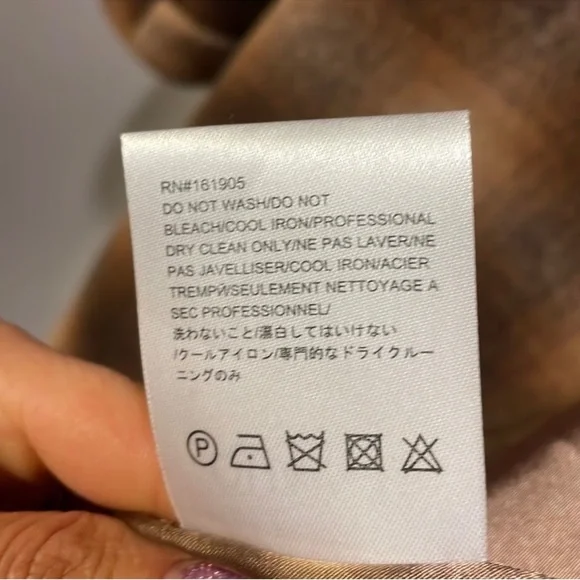 RN#161905
DO NOT WASH/DO NOT
BLEACH/COOL IRON/PROFESSIONAL
DRY CLEAN ONLY/NE PAS LAVER/NE
PAS JAVELLISER/COOL IRON/ACIER
TREMPЍ/SEULEMENT NETTOYAGE A
SEC PROFESSIONNEL/
洗わないこと/漂白してはいけない
/クールアイロン/専門的なドライクルー
ニングのみ
P